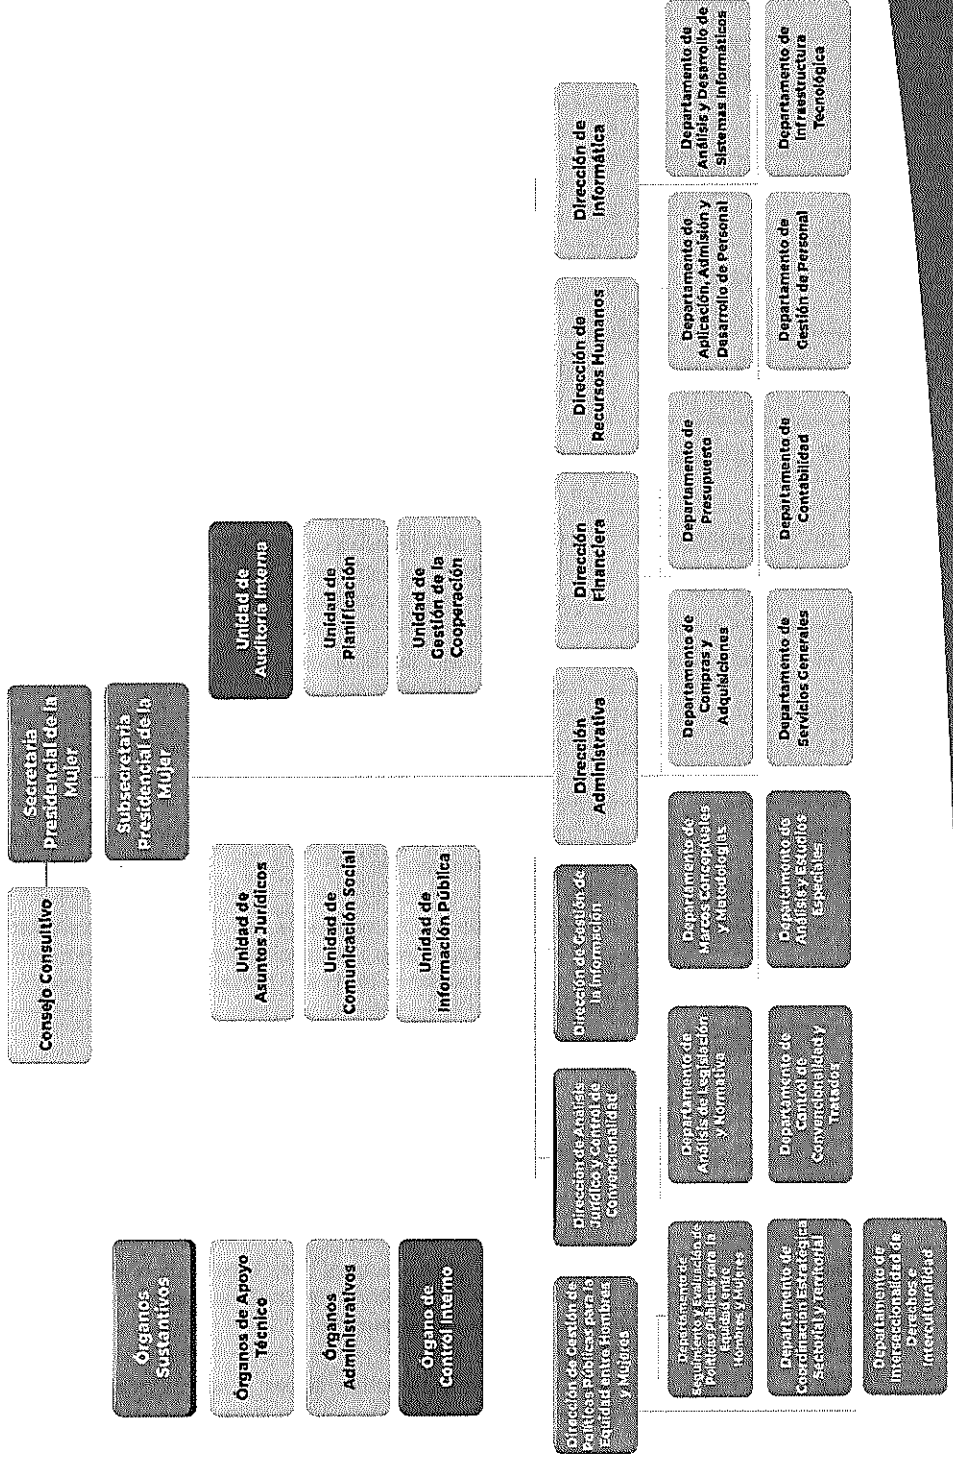 Consejo Consultivo
Secretaria
Presidencial de la
Mujer
Subsecretaria
Presidencial de la
Mujer
Órganos
Sustantivos
Órganos de Apoyo
Técnico
Órganos
Administrativos
Órgano de
Control Interno
Unidad de
Asuntos Jurídicos
Unidad de
Comunicación Social
Unidad de
Información Pública
Unidad de
Auditoría Interna
Unidad de
Planificación
Unidad de
Gestión de la
Cooperación
Dirección de Gestión de
Políticas Públicas para la
Equidad entre Hombres
y Mujeres
Dirección de Análisis
Jurídico y Control de
Convencionalidad
Dirección de Gestión de
la Información
Dirección
Administrativa
Dirección
Financiera
Dirección de
Recursos Humanos
Dirección de
Informática
Departamento de
Seguimiento Evaluación de
Políticas Públicas para la
Equidad entre
Hombres y Mujeres
Departamento de
Análisis de Legislación
y Normativa
Departamento de
Marcos Conceptuales
y Metodologías
Departamento de
Compras y
Adquisiciones
Departamento de
Presupuesto
Departamento de
Aplicación, Admisión y
Desarrollo de Personal
Departamento de
Análisis y Desarrollo de
Sistemas Informáticos
Departamento de
Coordinación Estratégica
Sectorial y Territorial
Departamento de
Control de
Convencionalidad y
Tratados
Departamento de
Análisis y Estudios
Especiales
Departamento de
Servicios Generales
Departamento de
Contabilidad
Departamento de
Gestión de Personal
Departamento de
Infraestructura
Tecnológica
Departamento de
Interseccionalidad de
Derechos e
Interculturalidad